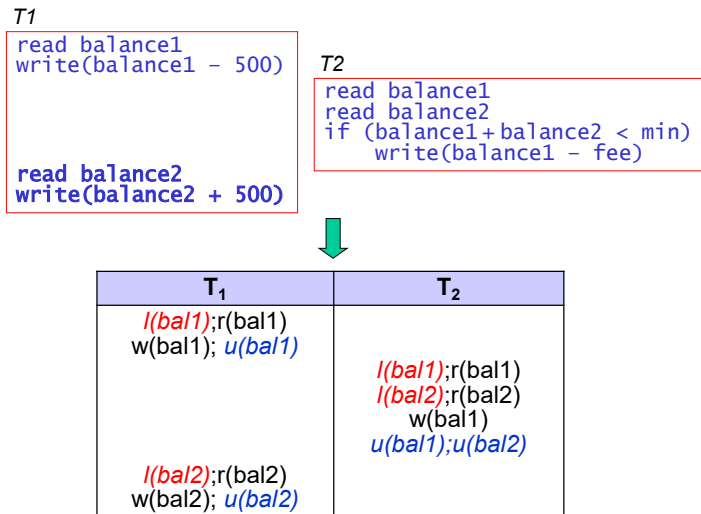 T1
read balance1
write(balance1 – 500)
read balance2
write(balance2 + 500)
T2
read balance1
read balance2
if (balance1+balance2 < min)
write(balance1 – fee)
T1
T2
l(bal1);r(bal1)
w(bal1); u(bal1)
l(bal1);r(bal1)
l(bal2);r(bal2)
w(bal1)
u(bal1);u(bal2)
l(bal2);r(bal2)
w(bal2); u(bal2)